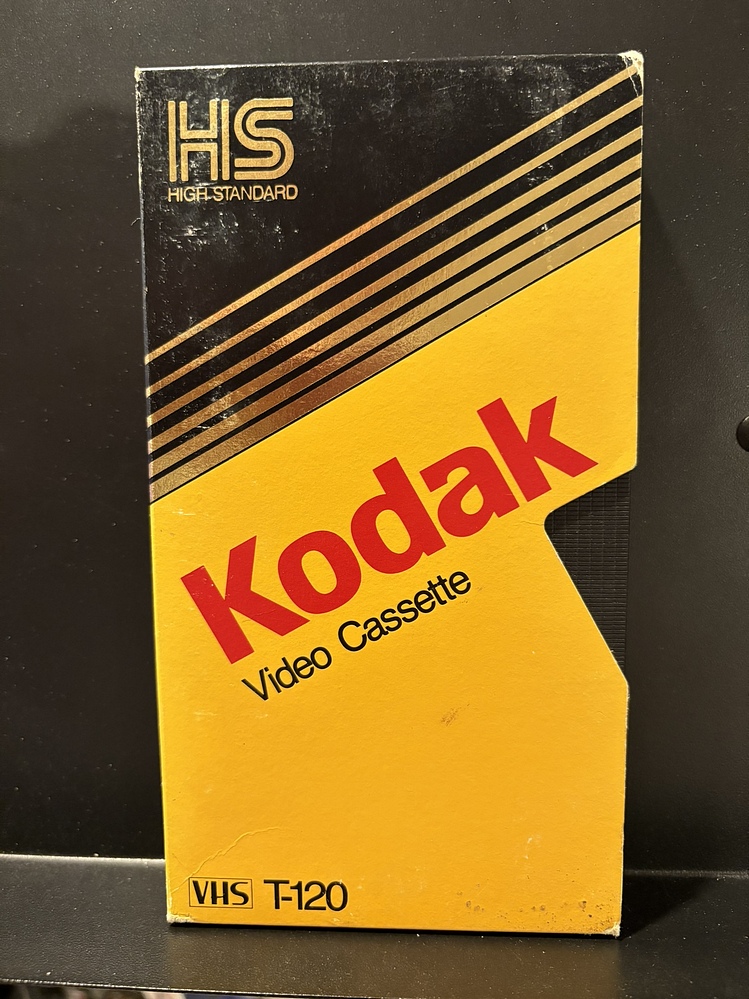 HS
HIGH STANDARD
Kodak
Video Cassette
VHS T-120